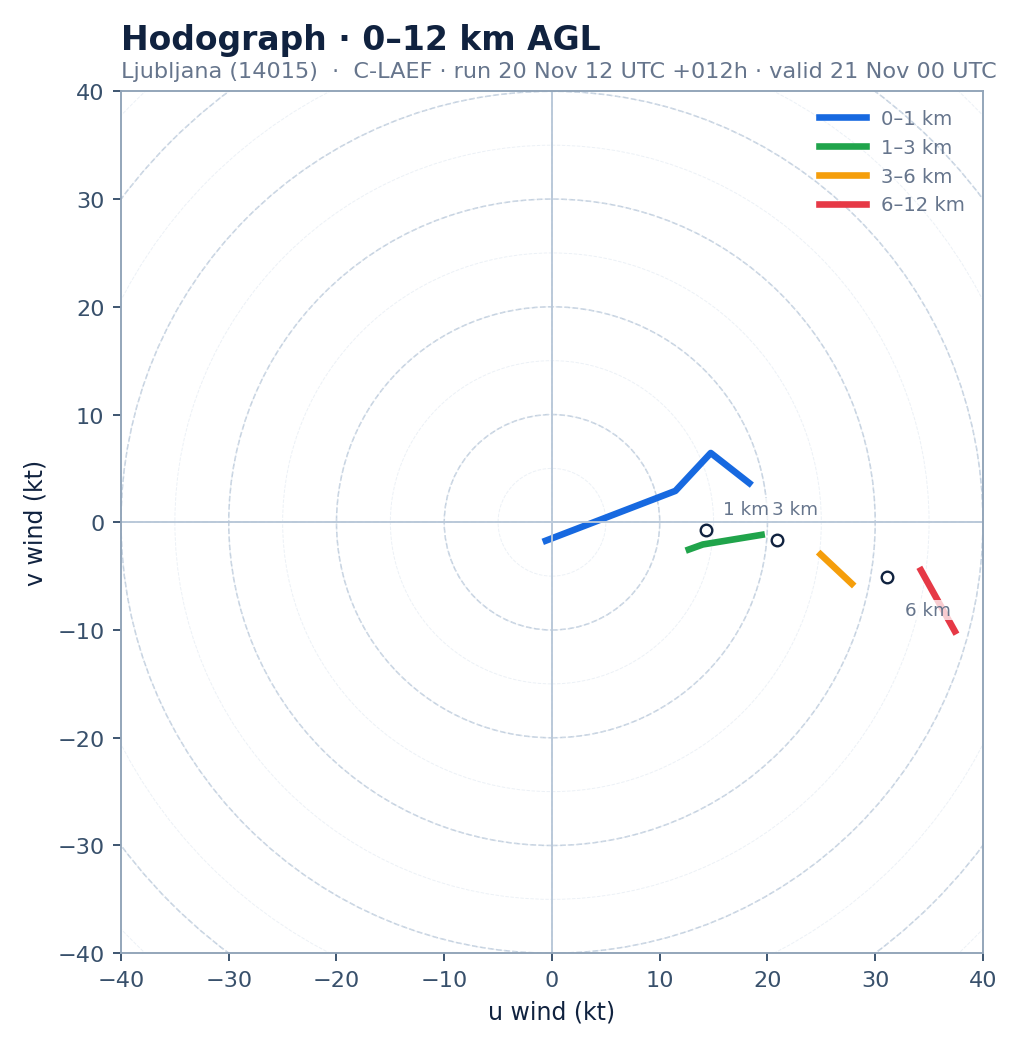 Hodograph · 0–12 km AGL
Ljubljana (14015)  ·  C-LAEF · run 20 Nov 12 UTC +012h · valid 21 Nov 00 UTC
0–1 km
1–3 km
3–6 km
6–12 km
40
30
20
10
0
−10
−20
−30
−40
v wind (kt)
1 km
3 km
6 km
−40
−30
−20
−10
0
10
20
30
40
u wind (kt)